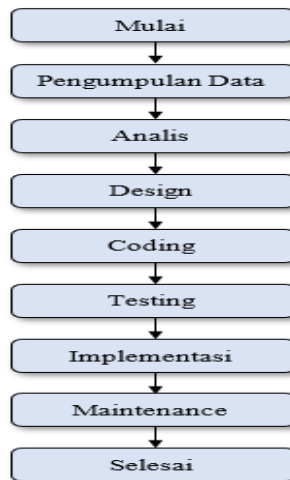 Mulai
Pengumpulan Data
Analis
Design
Coding
Testing
Implementasi
Maintenance
Selesai